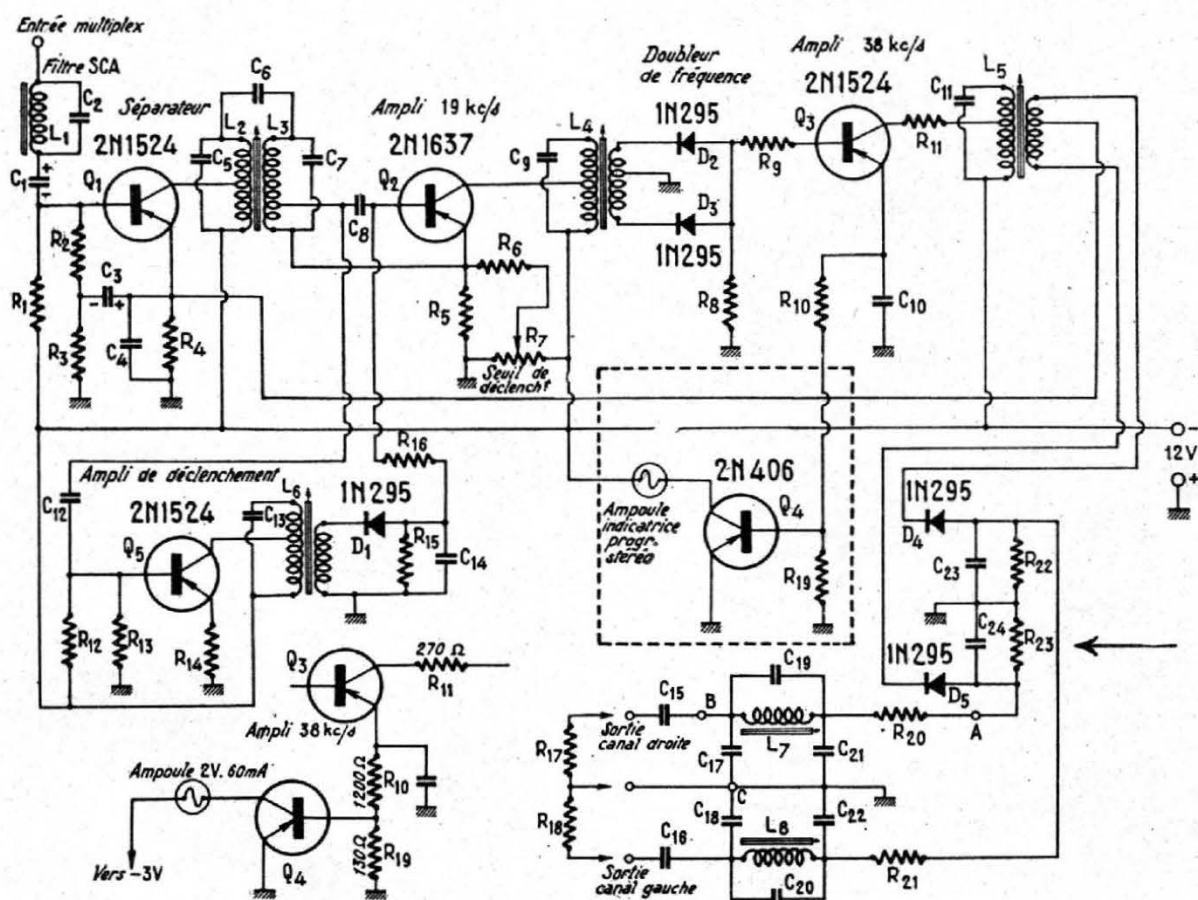 Entrée multiplex
Filtre SCA
L1
C2
C1
+
-
Séparateur
2N1524
Q1
R1
R2
R3
C3
-
+
C4
R4
C6
L2
L3
C5
C7
Ampli 19 kc/s
2N1637
Q2
C8
R5
R6
R7
Seuil de
déclencht
C9
L4
Doubleur
de fréquence
1N295
D2
D3
1N295
R8
R9
Ampli 38 kc/s
2N1524
Q3
R10
C10
R11
C11
L5
- 
12V
+
Ampli de déclenchement
2N1524
C12
Q5
R12
R13
R14
C13
L6
1N295
D1
R15
R16
C14
Ampoule
indicatrice
progr.
stéréo
2N406
Q4
R19
1N295
D4
C23
R22
C24
R23
1N295
D5
Q3
270 Ω
R11
Ampli 38 kc/s
1200 Ω
R10
130 Ω
R19
Ampoule 2V. 60mA
Vers -3V
Q4
R17
R18
C15
B
Sortie
canal droite
C19
L7
C17
C21
R20
A
C
C18
C22
C16
L8
Sortie
canal gauche
C20
R21